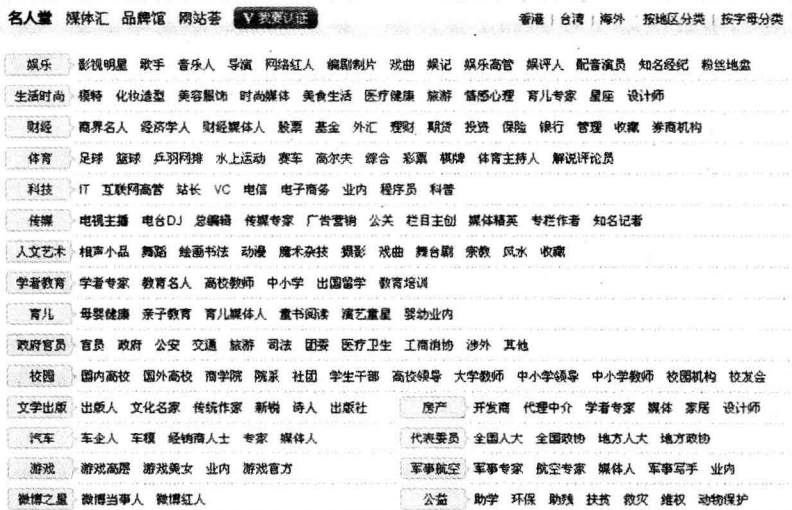 名人堂 媒体汇 品牌馆 网站荟 V 我要认证 香港 | 台湾 | 海外 按地区分类 | 按字母分类
娱乐 影视明星 歌手 音乐人 导演 网络红人 编剧制片 戏曲 娱记 娱乐高管 娱评人 配音演员 知名经纪 粉丝地盘
生活时尚 模特 化妆造型 美容服饰 时尚媒体 美食生活 医疗健康 旅游 情感心理 育儿专家 星座 设计师
财经 商界名人 经济学人 财经媒体人 股票 基金 外汇 理财 期货 投资 保险 银行 管理 收藏 券商机构
体育 足球 篮球 乒羽网排 水上运动 赛车 高尔夫 综合 彩票 棋牌 体育主持人 解说评论员
科技 IT 互联网高管 站长 VC 电信 电子商务 业内 程序员 科普
传媒 电视主播 电台DJ 总编辑 传媒专家 广告营销 公关 栏目主创 媒体精英 专栏作者 知名记者
人文艺术 相声小品 舞蹈 绘画书法 动漫 魔术杂技 摄影 戏曲 舞台剧 宗教 风水 收藏
学者教育 学者专家 教育名人 高校教师 中小学 出国留学 教育培训
育儿 母婴健康 亲子教育 育儿媒体人 童书阅读 演艺童星 婴幼业内
政府官员 官员 政府 公安 交通 旅游 司法 团委 医疗卫生 工商消协 涉外 其他
校园 国内高校 国外高校 商学院 院系 社团 学生干部 高校领导 大学教师 中小学领导 中小学教师 校园机构 校友会
文学出版 出版人 文化名家 传统作家 新锐 诗人 出版社 房产 开发商 代理中介 学者专家 媒体 家居 设计师
汽车 车企人 车模 经销商人士 专家 媒体人 代表委员 全国人大 全国政协 地方人大 地方政协
游戏 游戏高层 游戏美女 业内 游戏官方 军事航空 军事专家 航空专家 媒体人 军事写手 业内
微博之星 微博当事人 微博红人 公益 助学 环保 助残 扶贫 救灾 维权 动物保护